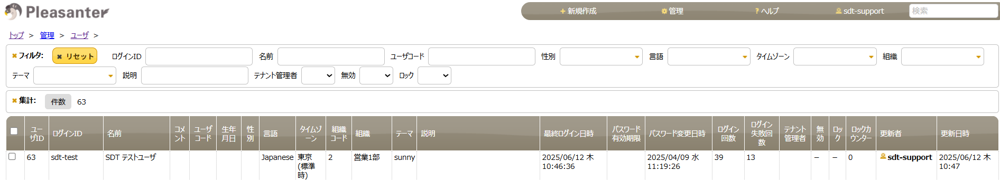 Pleasanter
新規作成 管理 ヘルプ sdt-support 検索
トップ > 管理 > ユーザ >
フィルタ: リセット ログインID 名前 ユーザコード 性別 言語 タイムゾーン 組織
テーマ 説明 テナント管理者 無効 ロック
集計: 件数 63
ユーザID ログインID 名前 コメント ユーザコード 生年月日 性別 言語 タイムゾーン 組織コード 組織 テーマ 説明 最終ログイン日時 パスワード有効期限 パスワード変更日時 ログイン回数 ログイン失敗回数 テナント管理者 無効 ロック ロックカウンター 更新者 更新日時
63 sdt-test SDT テストユーザ Japanese 東京(標準時) 2 営業1部 sunny 2025/06/12 木 10:46:36 2025/04/09 水 11:19:26 39 13 − − 0 sdt-support 2025/06/12 木 10:47